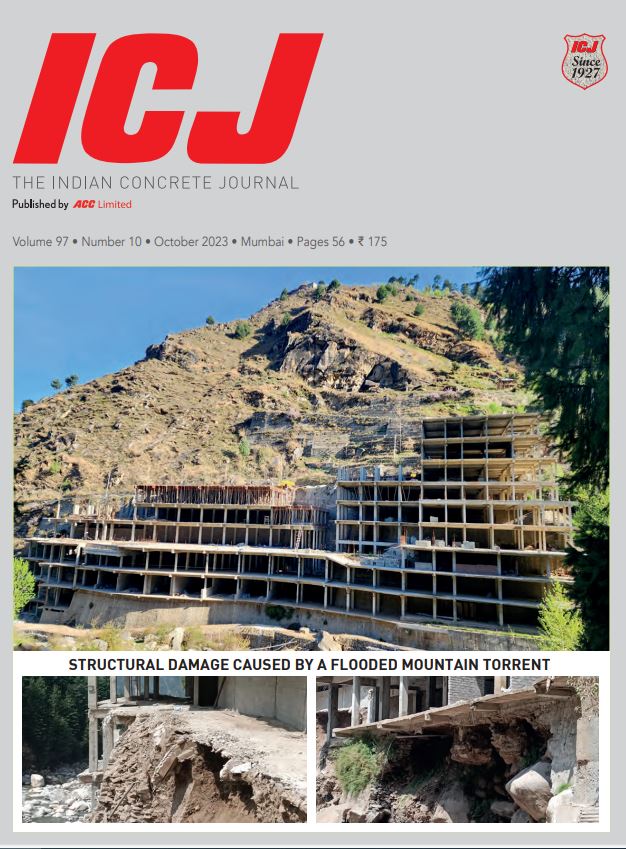 ICJ
ICJ
Since
1927
THE INDIAN CONCRETE JOURNAL
Published by ACC Limited
Volume 97 • Number 10 • October 2023 • Mumbai • Pages 56 • ₹ 175
STRUCTURAL DAMAGE CAUSED BY A FLOODED MOUNTAIN TORRENT